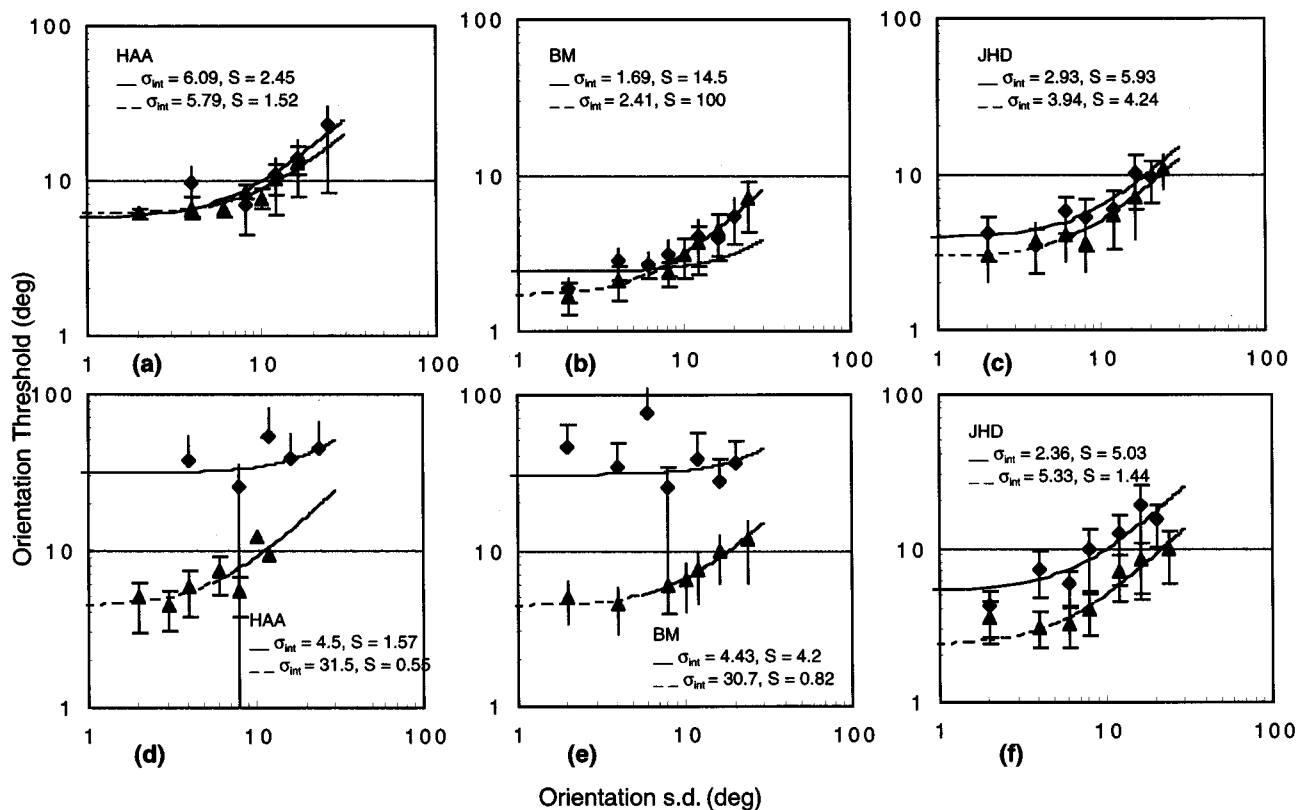 100
10
1
HAA
σint = 6.09, S = 2.45
σint = 5.79, S = 1.52
1 10 100
(a)
100
10
1
BM
σint = 1.69, S = 14.5
σint = 2.41, S = 100
1 10 100
(b)
100
10
1
JHD
σint = 2.93, S = 5.93
σint = 3.94, S = 4.24
1 10 100
(c)
Orientation Threshold (deg)
100
10
1
HAA
σint = 4.5, S = 1.57
σint = 31.5, S = 0.55
1 10 100
(d)
100
10
1
BM
σint = 4.43, S = 4.2
σint = 30.7, S = 0.82
1 10 100
(e)
100
10
1
JHD
σint = 2.36, S = 5.03
σint = 5.33, S = 1.44
1 10 100
(f)
Orientation s.d. (deg)